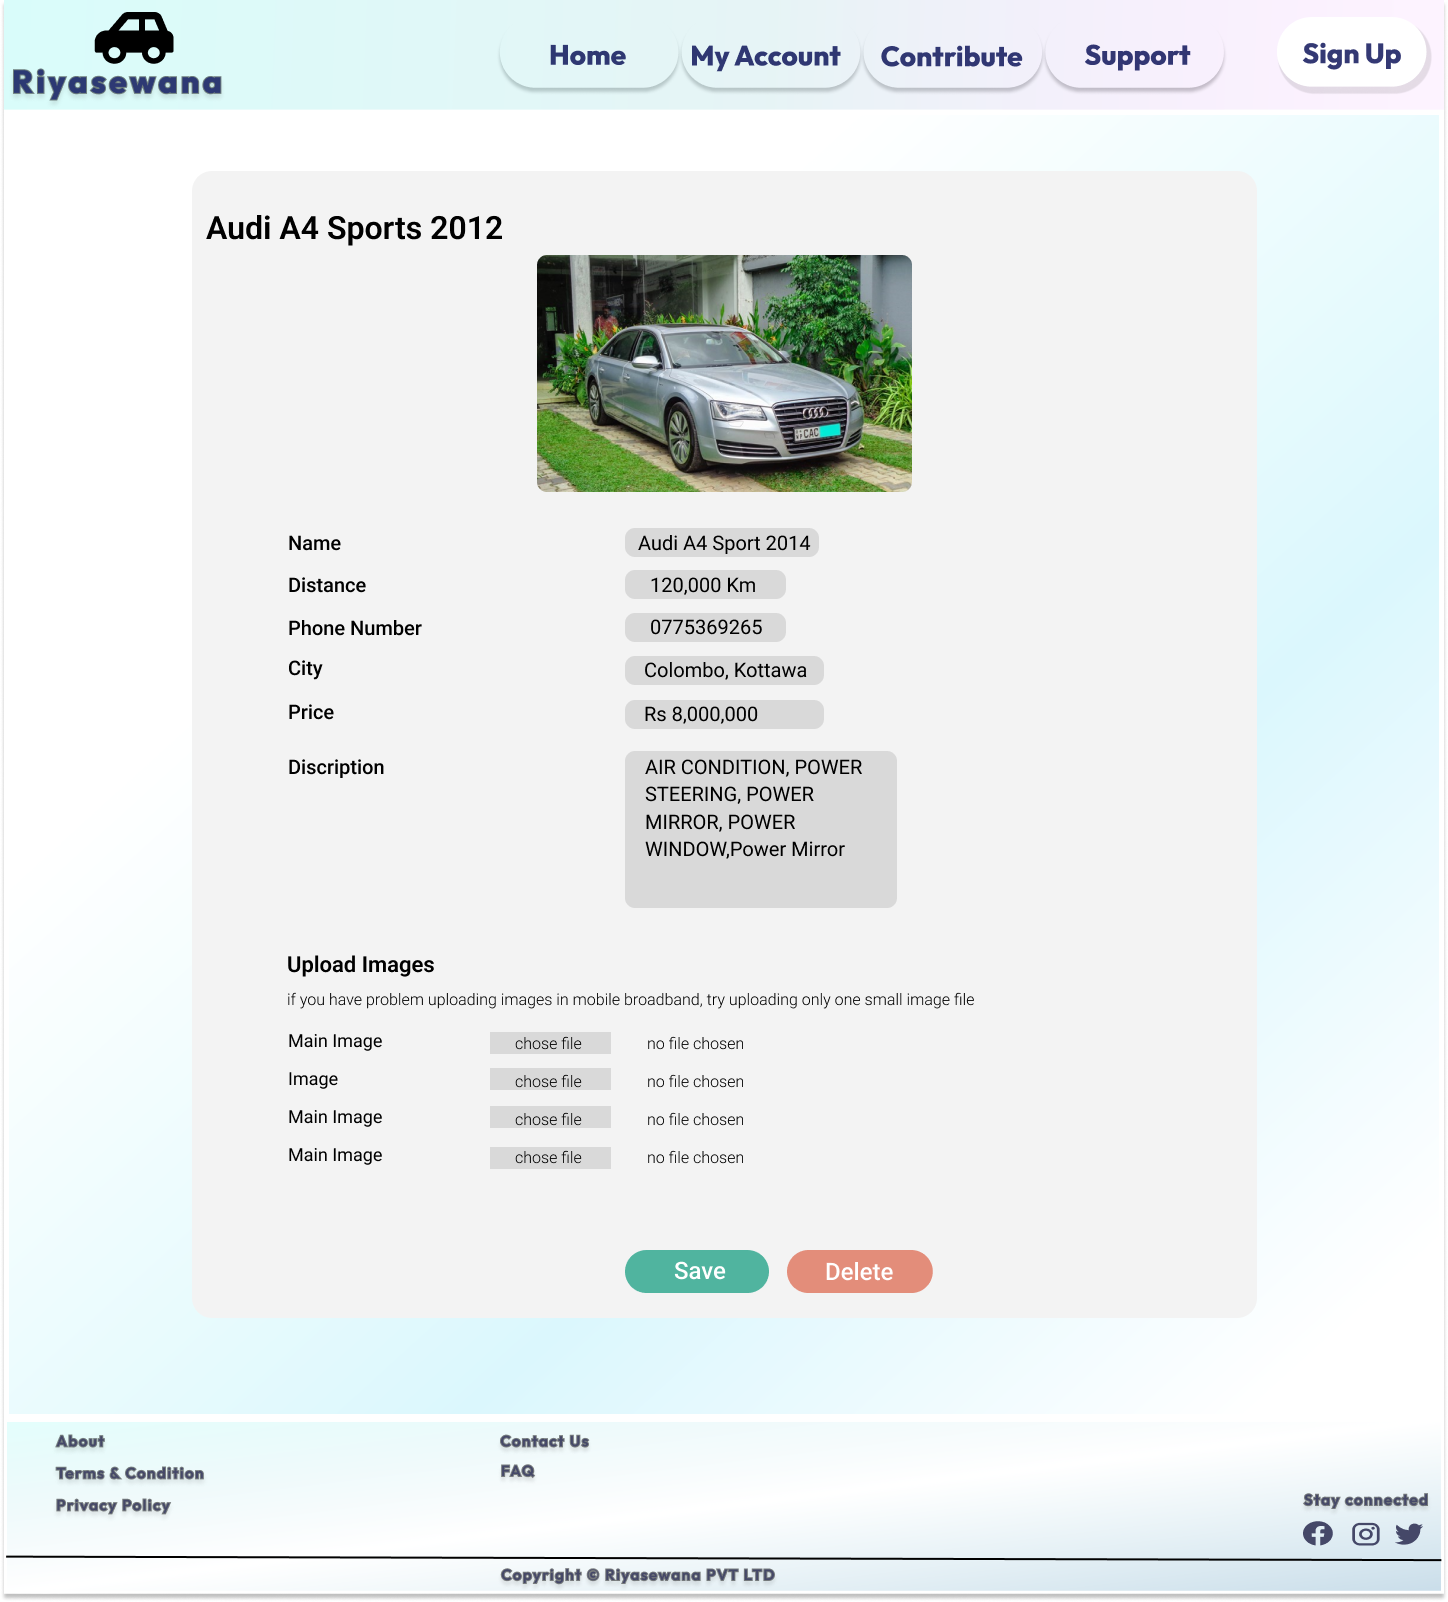 Riyasewana
Home
My Account
Contribute
Support
Sign Up
Audi A4 Sports 2012
CAC
Name
Audi A4 Sport 2014
Distance
120,000 Km
Phone Number
0775369265
City
Colombo, Kottawa
Price
Rs 8,000,000
Discription
AIR CONDITION, POWER
STEERING, POWER
MIRROR, POWER
WINDOW,Power Mirror
Upload Images
if you have problem uploading images in mobile broadband, try uploading only one small image file
Main Image
chose file
no file chosen
Image
chose file
no file chosen
Main Image
chose file
no file chosen
Main Image
chose file
no file chosen
Save
Delete
About
Terms & Condition
Privacy Policy
Contact Us
FAQ
Stay connected
Copyright © Riyasewana PVT LTD